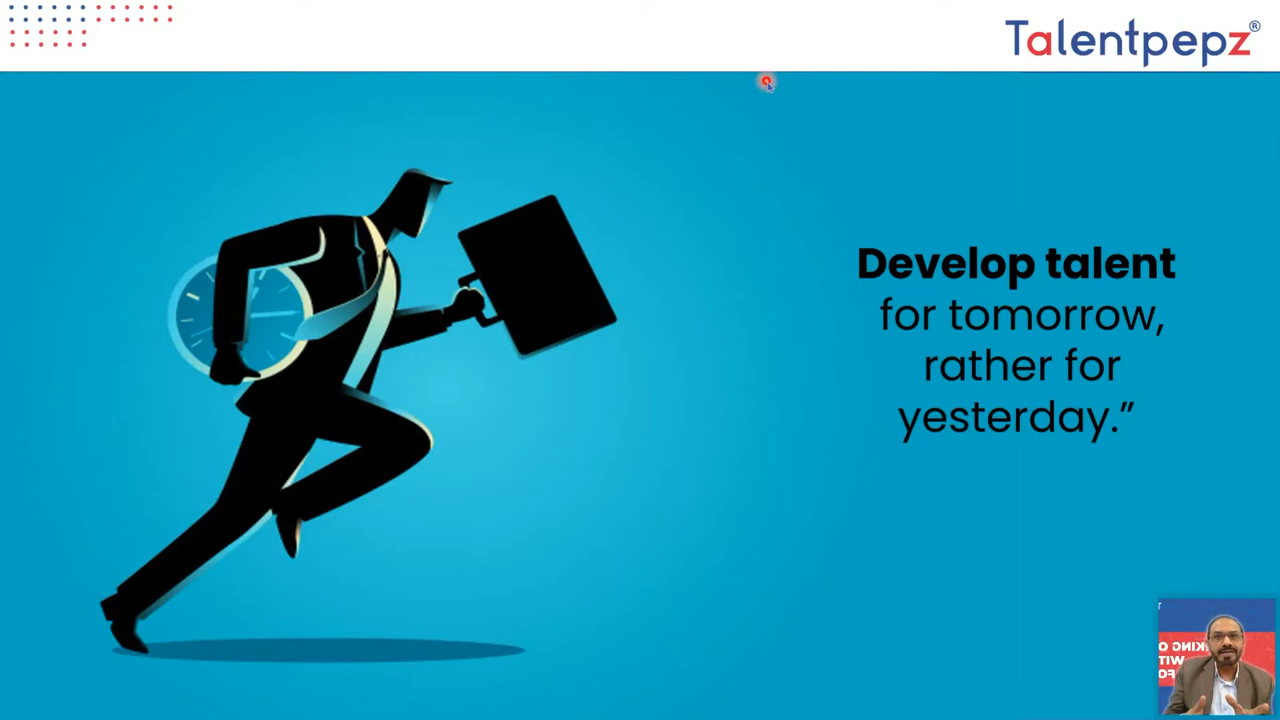 Talentpepz®
Develop talent
for tomorrow,
rather for
yesterday.”